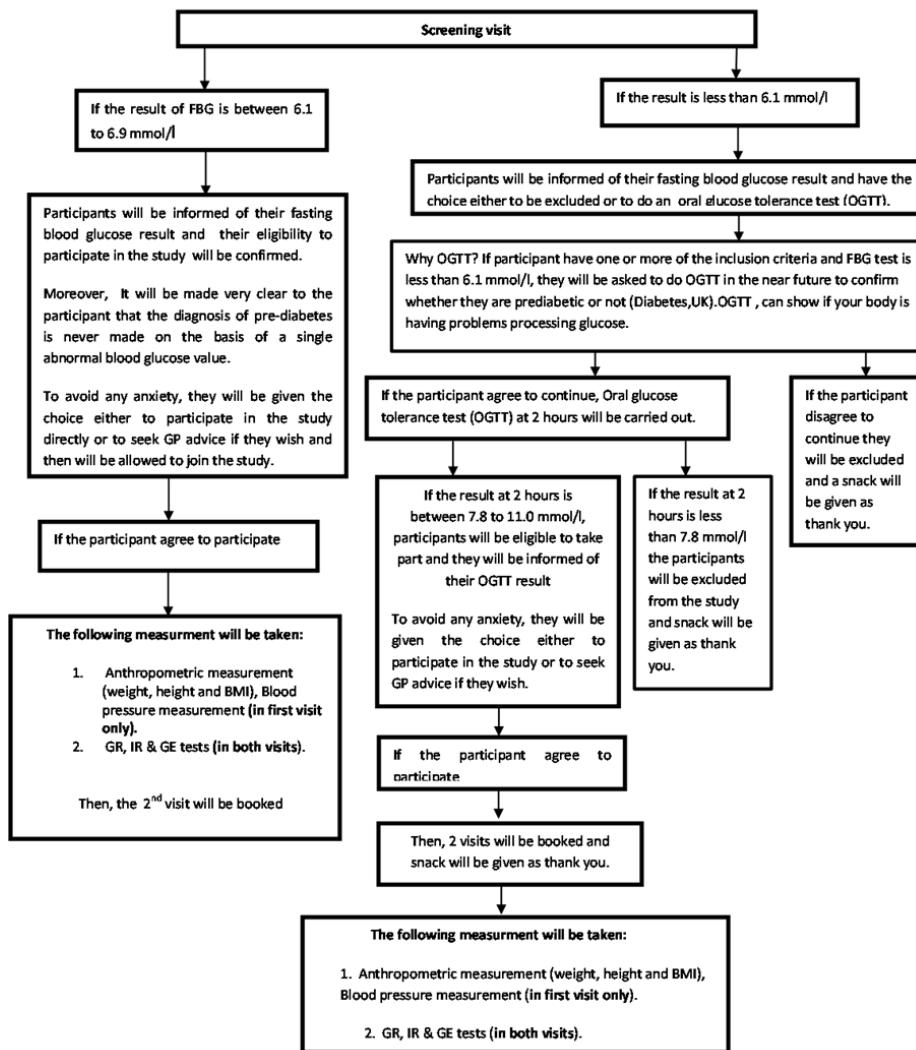 Screening visit
If the result of FBG is between 6.1
to 6.9 mmol/l
If the result is less than 6.1 mmol/l
Participants will be informed of their fasting
blood glucose result and their eligibility to
participate in the study will be confirmed.
Moreover, It will be made very clear to the
participant that the diagnosis of pre-diabetes
is never made on the basis of a single
abnormal blood glucose value.
To avoid any anxiety, they will be given the
choice either to participate in the study
directly or to seek GP advice if they wish and
then will be allowed to join the study.
Participants will be informed of their fasting blood glucose result and have the
choice either to be excluded or to do an oral glucose tolerance test (OGTT).
Why OGTT? If participant have one or more of the inclusion criteria and FBG test is
less than 6.1 mmol/l, they will be asked to do OGTT in the near future to confirm
whether they are prediabetic or not (Diabetes,UK).OGTT , can show if your body is
having problems processing glucose.
If the participant agree to continue, Oral glucose
tolerance test (OGTT) at 2 hours will be carried out.
If the participant
disagree to
continue they
will be excluded
and a snack will
be given as
thank you.
If the result at 2 hours is
between 7.8 to 11.0 mmol/l,
participants will be eligible to take
part and they will be informed of
their OGTT result
To avoid any anxiety, they will be
given the choice either to
participate in the study or to seek
GP advice if they wish.
If the result at 2
hours is less
than 7.8 mmol/l
the participants
will be excluded
from the study
and snack will be
given as thank
you.
If the participant agree to participate
The following measurment will be taken:
1. Anthropometric measurement
(weight, height and BMI), Blood
pressure measurement (in first visit
only).
2. GR, IR & GE tests (in both visits).
Then, the 2nd visit will be booked
If the participant agree to
participate
Then, 2 visits will be booked and
snack will be given as thank you.
The following measurment will be taken:
1. Anthropometric measurement (weight, height and BMI),
Blood pressure measurement (in first visit only).
2. GR, IR & GE tests (in both visits).